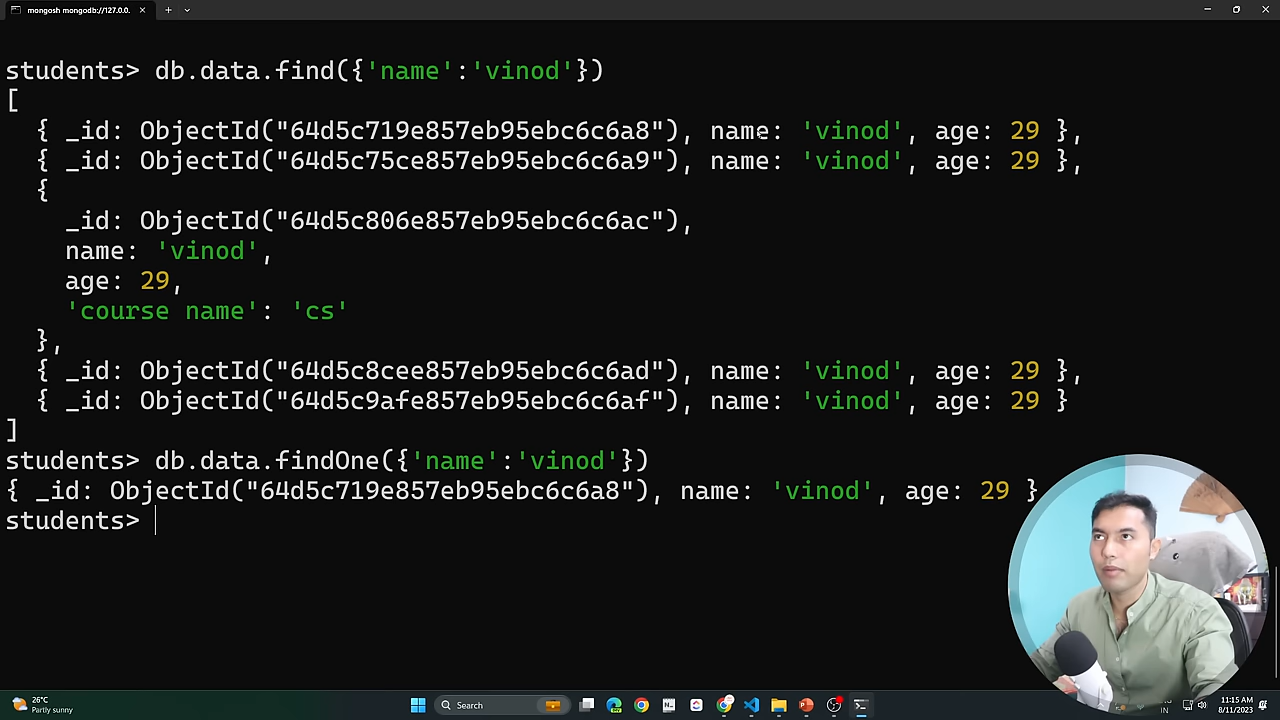 mongosh mongodb://127.0.0.
students> db.data.find({'name':'vinod'})
[
  { _id: ObjectId("64d5c719e857eb95ebc6c6a8"), name: 'vinod', age: 29 },
  { _id: ObjectId("64d5c75ce857eb95ebc6c6a9"), name: 'vinod', age: 29 },
  {
    _id: ObjectId("64d5c806e857eb95ebc6c6ac"),
    name: 'vinod',
    age: 29,
    'course name': 'cs'
  },
  { _id: ObjectId("64d5c8cee857eb95ebc6c6ad"), name: 'vinod', age: 29 },
  { _id: ObjectId("64d5c9afe857eb95ebc6c6af"), name: 'vinod', age: 29 }
]
students> db.data.findOne({'name':'vinod'})
{ _id: ObjectId("64d5c719e857eb95ebc6c6a8"), name: 'vinod', age: 29 }
students>
26°C
Partly sunny
Search
IN
11:15 AM
8/11/2023